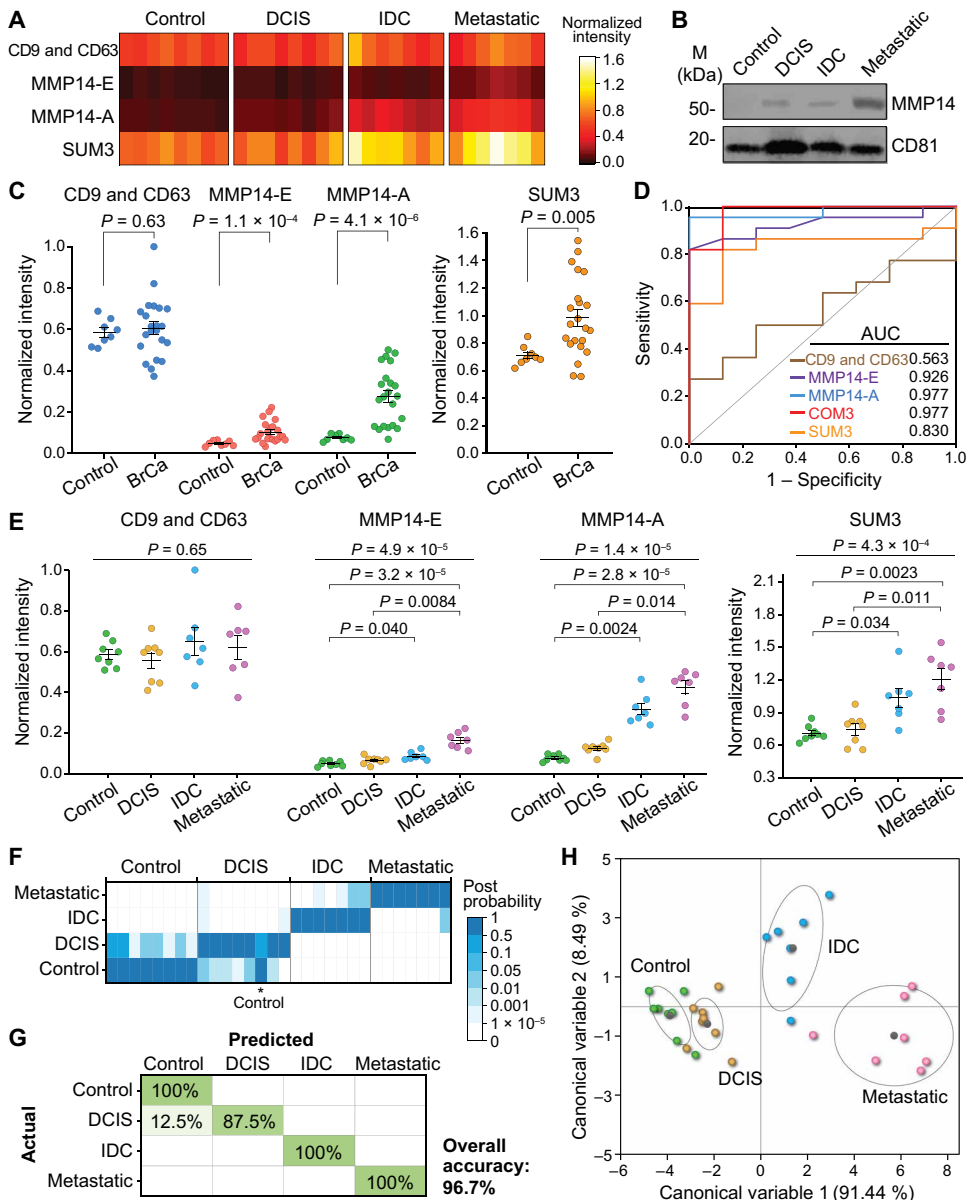 A
Control DCIS IDC Metastatic
Normalized intensity
CD9 and CD63
MMP14-E
MMP14-A
SUM3
1.6
1.2
0.8
0.4
0.0
B
M (kDa)
Control DCIS IDC Metastatic
50- MMP14
20- CD81
C
CD9 and CD63 MMP14-E MMP14-A SUM3
P = 0.63 P = 1.1 × 10⁻⁴ P = 4.1 × 10⁻⁶ P = 0.005
Normalized intensity
1.0
0.8
0.6
0.4
0.2
0.0
Control BrCa Control BrCa Control BrCa
Normalized intensity
1.6
1.4
1.2
1.0
0.8
0.6
0.4
0.2
0.0
Control BrCa
D
Sensitivity
1.0
0.8
0.6
0.4
0.2
0.0
AUC
CD9 and CD63 0.563
MMP14-E 0.926
MMP14-A 0.977
COM3 0.977
SUM3 0.830
0.0 0.2 0.4 0.6 0.8 1.0
1 – Specificity
E
CD9 and CD63 MMP14-E MMP14-A SUM3
P = 0.65
P = 4.9 × 10⁻⁵
P = 3.2 × 10⁻⁵
P = 0.0084
P = 0.040
P = 1.4 × 10⁻⁵
P = 2.8 × 10⁻⁵
P = 0.014
P = 0.0024
P = 4.3 × 10⁻⁴
P = 0.0023
P = 0.011
P = 0.034
Normalized intensity
1.0
0.8
0.6
0.4
0.2
0.0
Control DCIS IDC Metastatic Control DCIS IDC Metastatic Control DCIS IDC Metastatic
Normalized intensity
2.1
1.8
1.5
1.2
0.9
0.6
0.3
Control DCIS IDC Metastatic
F
Control DCIS IDC Metastatic
Metastatic
IDC
DCIS
Control
*
Control
Post probability
1
0.5
0.1
0.05
0.01
0.001
1 × 10⁻⁵
0
G
Predicted
Control DCIS IDC Metastatic
Actual
Control 100%
DCIS 12.5% 87.5%
IDC 100%
Metastatic 100%
Overall accuracy: 96.7%
H
Canonical variable 2 (8.49 %)
5
3
1
–1
–3
–5
Control
DCIS
IDC
Metastatic
–6 –4 –2 0 2 4 6 8
Canonical variable 1 (91.44 %)